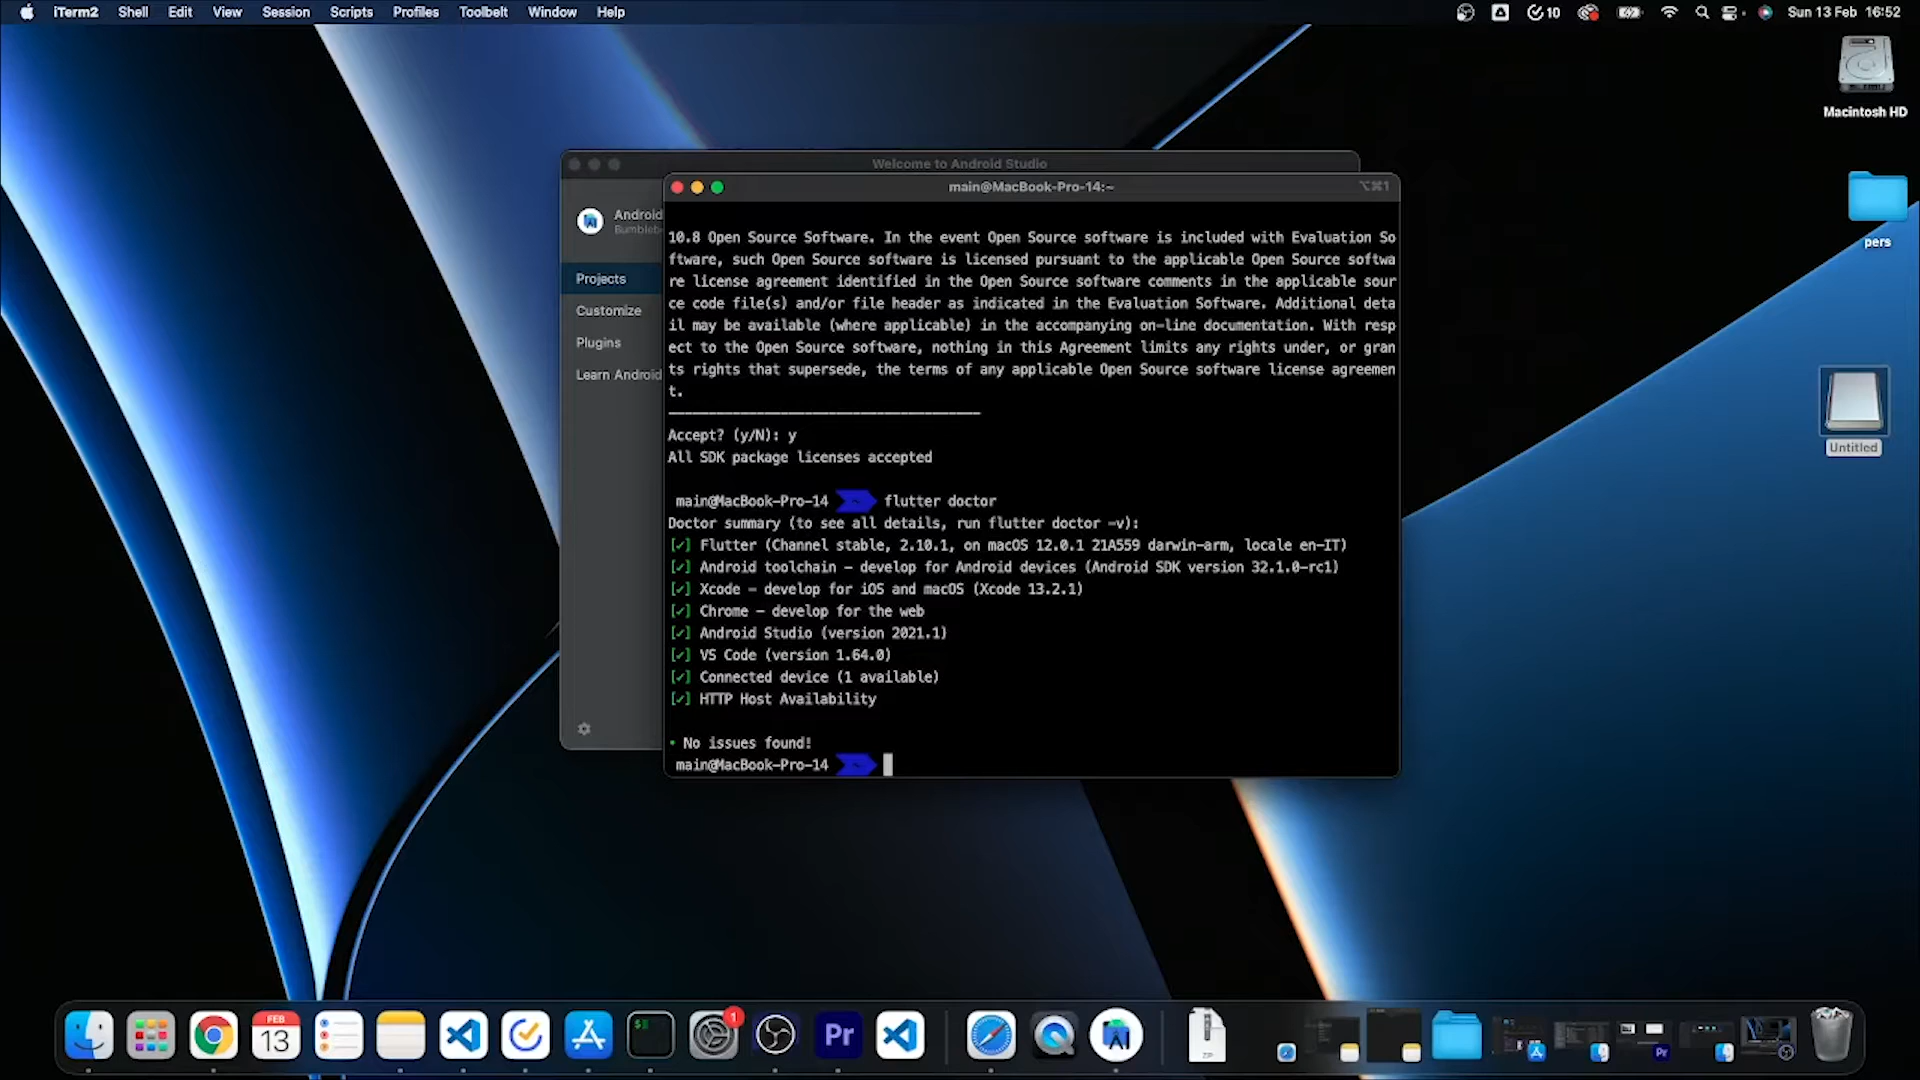 iTerm2 Shell Edit View Session Scripts Profiles Toolbelt Window Help
10 Sun 13 Feb 16:52
Macintosh HD
pers
Untitled
Welcome to Android Studio
Android
Projects
Customize
Plugins
Learn Android
main@MacBook-Pro-14:~
⌥⌘1
10.8 Open Source Software. In the event Open Source software is included with Evaluation So
ftware, such Open Source software is licensed pursuant to the applicable Open Source softwa
re license agreement identified in the Open Source software comments in the applicable sour
ce code file(s) and/or file header as indicated in the Evaluation Software. Additional deta
il may be available (where applicable) in the accompanying on-line documentation. With resp
ect to the Open Source software, nothing in this Agreement limits any rights under, or gran
ts rights that supersede, the terms of any applicable Open Source software license agreemen
t.
---------------------------------------
Accept? (y/N): y
All SDK package licenses accepted
main@MacBook-Pro-14 ~ flutter doctor
Doctor summary (to see all details, run flutter doctor -v):
[✓] Flutter (Channel stable, 2.10.1, on macOS 12.0.1 21A559 darwin-arm, locale en-IT)
[✓] Android toolchain - develop for Android devices (Android SDK version 32.1.0-rc1)
[✓] Xcode - develop for iOS and macOS (Xcode 13.2.1)
[✓] Chrome - develop for the web
[✓] Android Studio (version 2021.1)
[✓] VS Code (version 1.64.0)
[✓] Connected device (1 available)
[✓] HTTP Host Availability
• No issues found!
main@MacBook-Pro-14 ~
FEB
13
1
Pr
ZIP